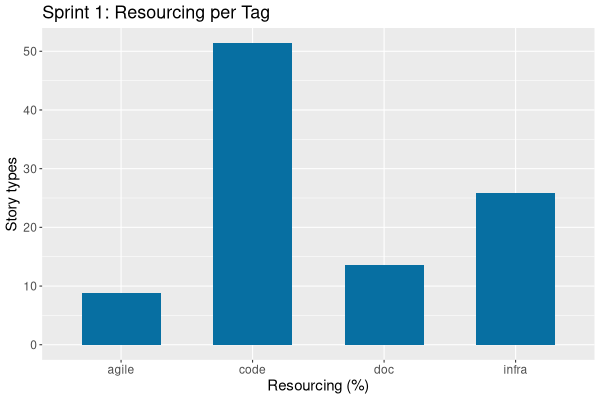 Sprint 1: Resourcing per Tag
Story types
50
40
30
20
10
0
agile code doc infra
Resourcing (%)